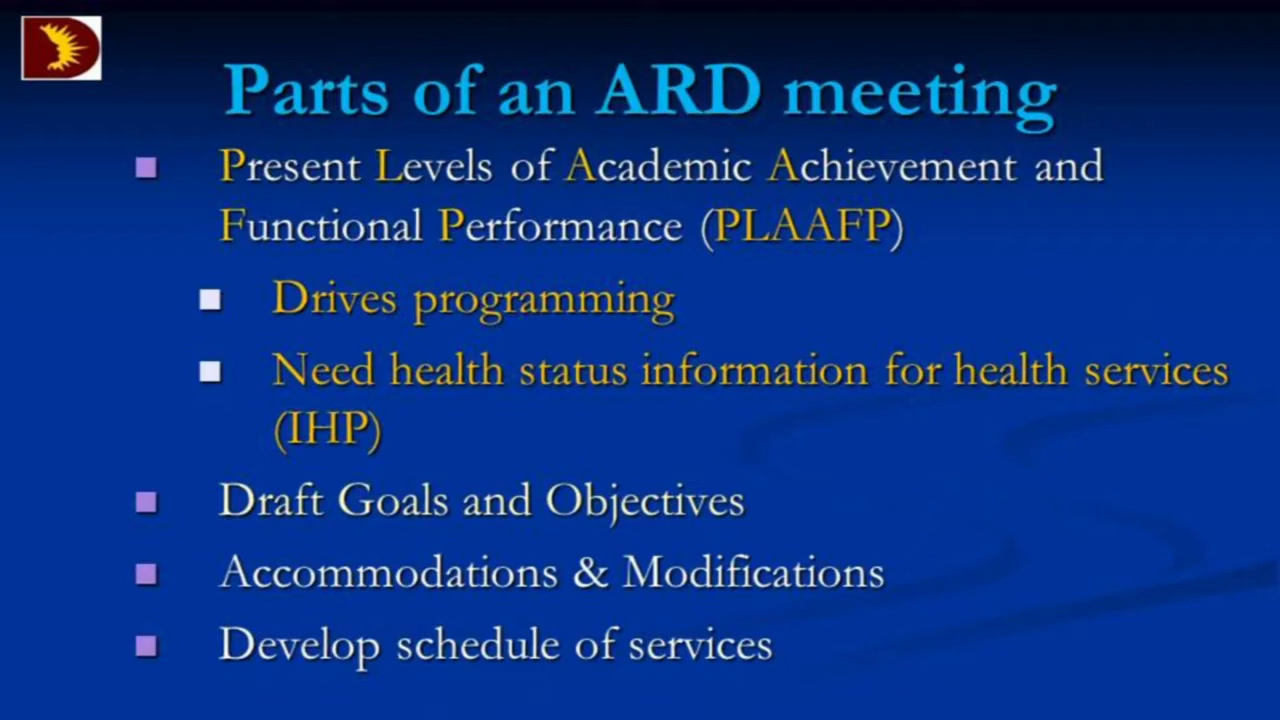 Parts of an ARD meeting
Present Levels of Academic Achievement and
Functional Performance (PLAAFP)
Drives programming
Need health status information for health services
(IHP)
Draft Goals and Objectives
Accommodations & Modifications
Develop schedule of services